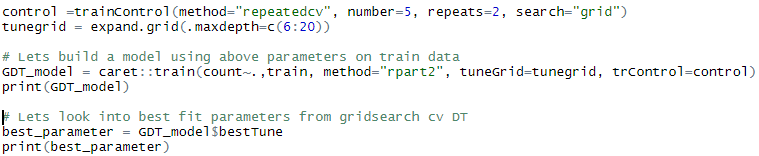 control =trainControl(method="repeatedcv", number=5, repeats=2, search="grid")
tunegrid = expand.grid(.maxdepth=c(6:20))
# Lets build a model using above parameters on train data
GDT_model = caret::train(count~.,train, method="rpart2", tuneGrid=tunegrid, trControl=control)
print(GDT_model)
# Lets look into best fit parameters from gridsearch cv DT
best_parameter = GDT_model$bestTune
print(best_parameter)